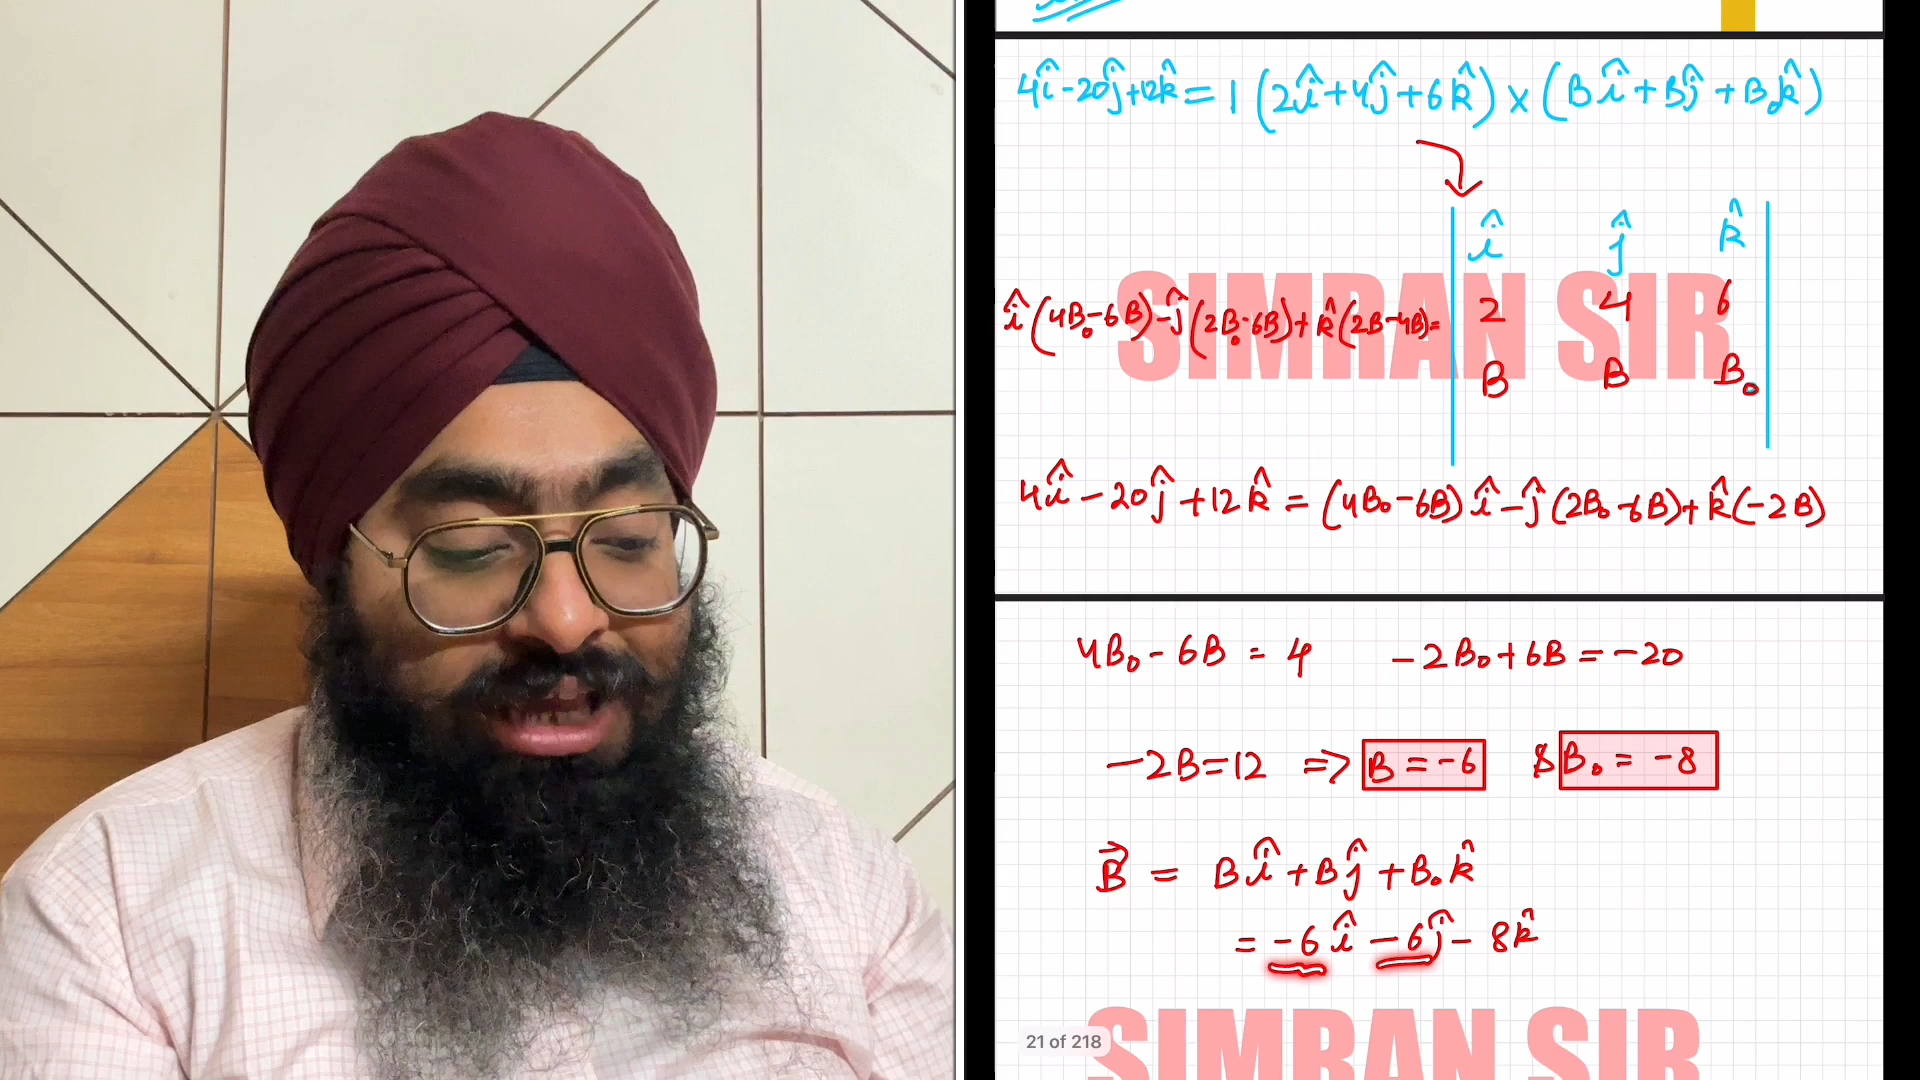 4î - 20ĵ + 12k̂ = 1 (2î + 4ĵ + 6k̂) × (Bî + Bĵ + B₀k̂)
î ĵ k̂
î (4B₀ - 6B) - ĵ (2B₀ - 6B) + k̂ (2B - 4B) = 2 4 6
B B B₀
SIMRAN SIR
4î - 20ĵ + 12k̂ = (4B₀ - 6B) î - ĵ (2B₀ - 6B) + k̂ (-2B)
4B₀ - 6B = 4 -2B₀ + 6B = -20
-2B = 12 => B = -6 & B₀ = -8
B⃗ = Bî + Bĵ + B₀k̂
= -6î - 6ĵ - 8k̂
SIMRAN SIR
21 of 218